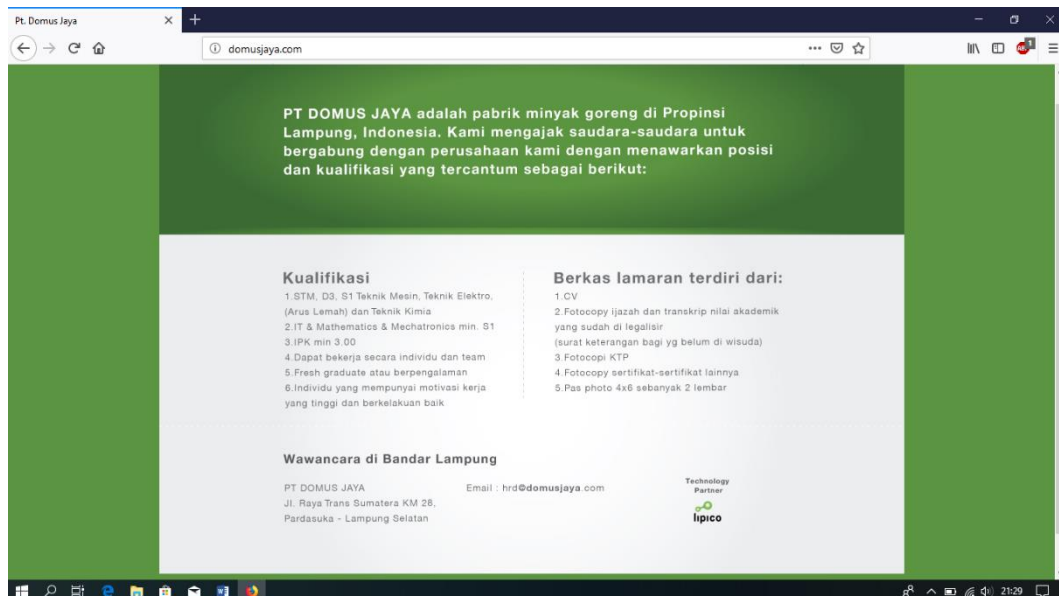 Pt. Domus Jaya
domusjaya.com
PT DOMUS JAYA adalah pabrik minyak goreng di Propinsi
Lampung, Indonesia. Kami mengajak saudara-saudara untuk
bergabung dengan perusahaan kami dengan menawarkan posisi
dan kualifikasi yang tercantum sebagai berikut:
Kualifikasi
1.STM, D3, S1 Teknik Mesin, Teknik Elektro,
(Arus Lemah) dan Teknik Kimia
2.IT & Mathematics & Mechatronics min. S1
3.IPK min 3.00
4.Dapat bekerja secara individu dan team
5.Fresh graduate atau berpengalaman
6.Individu yang mempunyai motivasi kerja
yang tinggi dan berkelakuan baik
Berkas lamaran terdiri dari:
1.CV
2.Fotocopy ijazah dan transkrip nilai akademik
yang sudah di legalisir
(surat keterangan bagi yg belum di wisuda)
3.Fotocopi KTP
4.Fotocopy sertifikat-sertifikat lainnya
5.Pas photo 4x6 sebanyak 2 lembar
Wawancara di Bandar Lampung
PT DOMUS JAYA
Jl. Raya Trans Sumatera KM 28,
Pardasuka - Lampung Selatan
Email : hrd@domusjaya.com
Technology
Partner
lipico
21:29